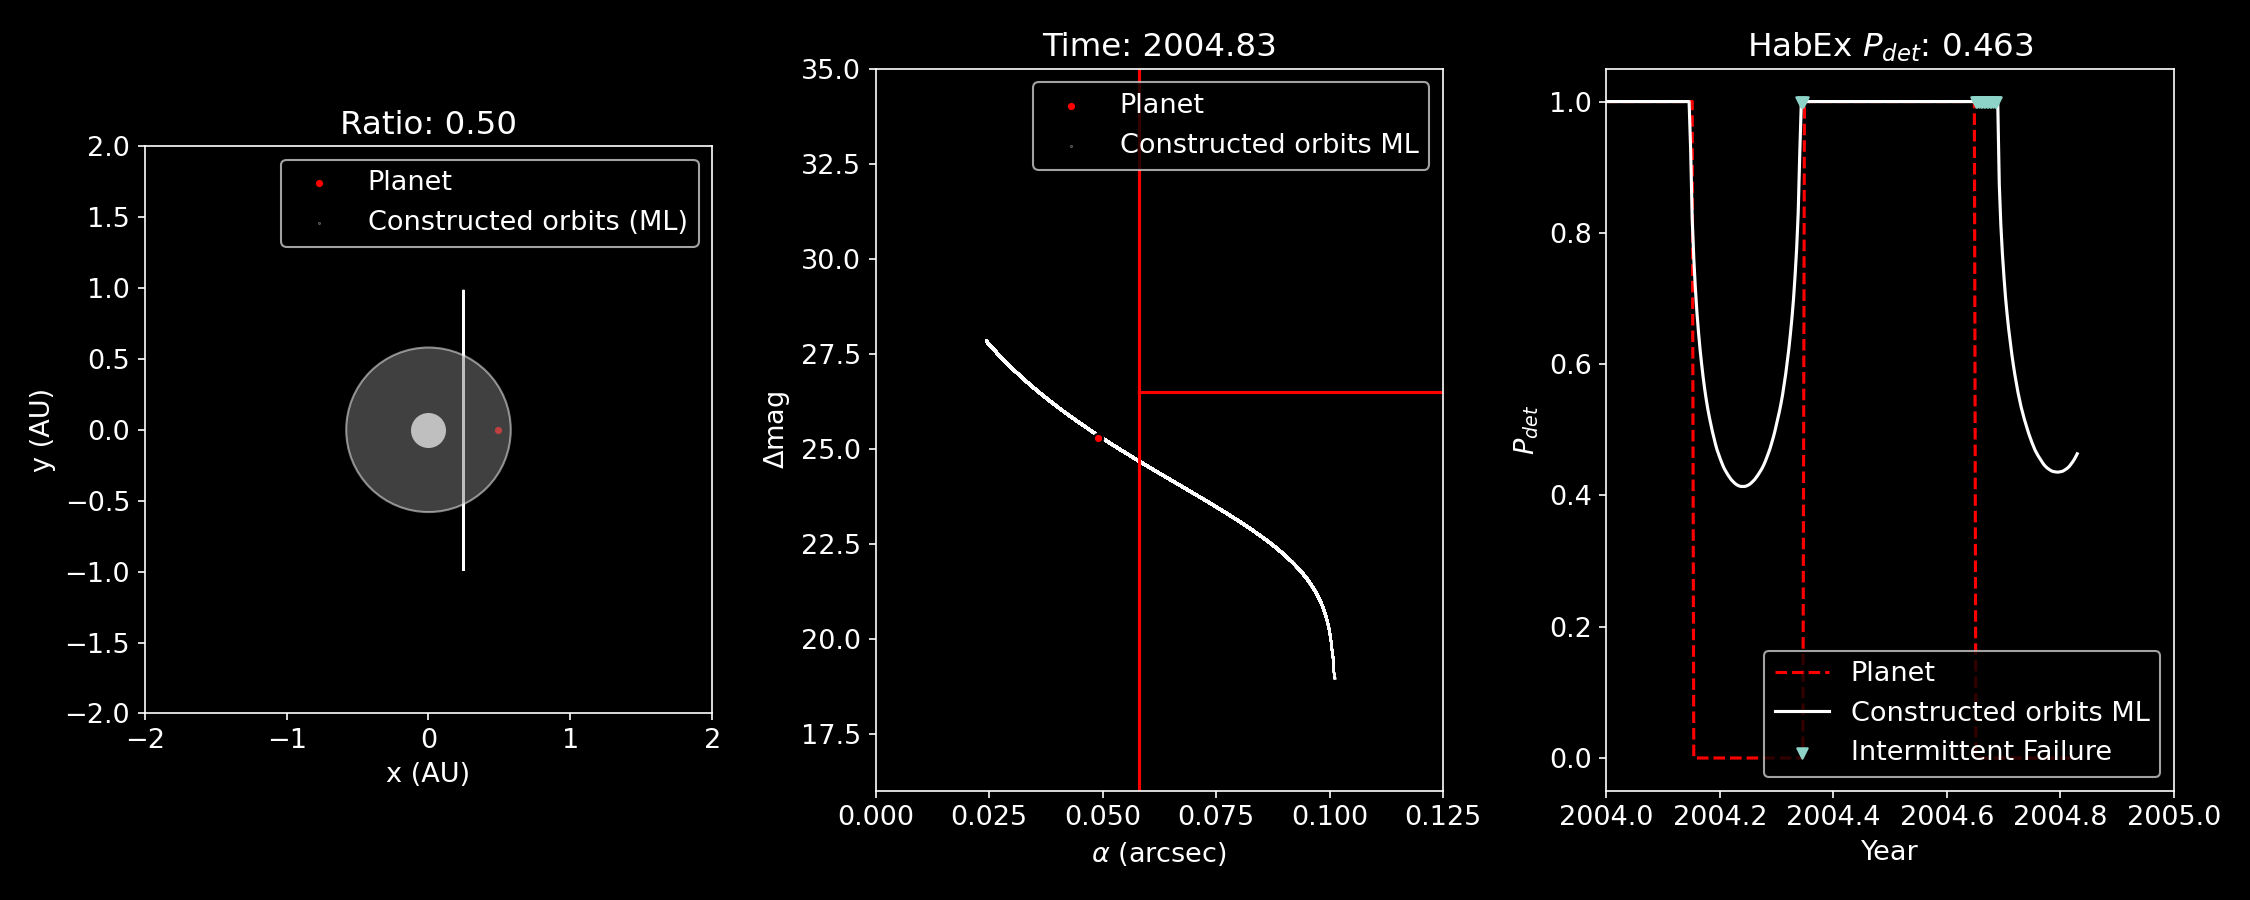 Ratio: 0.50
2.0
1.5
1.0
0.5
0.0
−0.5
−1.0
−1.5
−2.0
y (AU)
Planet
Constructed orbits (ML)
−2
−1
0
1
2
x (AU)
Time: 2004.83
35.0
32.5
30.0
27.5
25.0
22.5
20.0
17.5
Δmag
Planet
Constructed orbits ML
0.000
0.025
0.050
0.075
0.100
0.125
α (arcsec)
HabEx P_det: 0.463
1.0
0.8
0.6
0.4
0.2
0.0
P_det
Planet
Constructed orbits ML
Intermittent Failure
2004.0
2004.2
2004.4
2004.6
2004.8
2005.0
Year